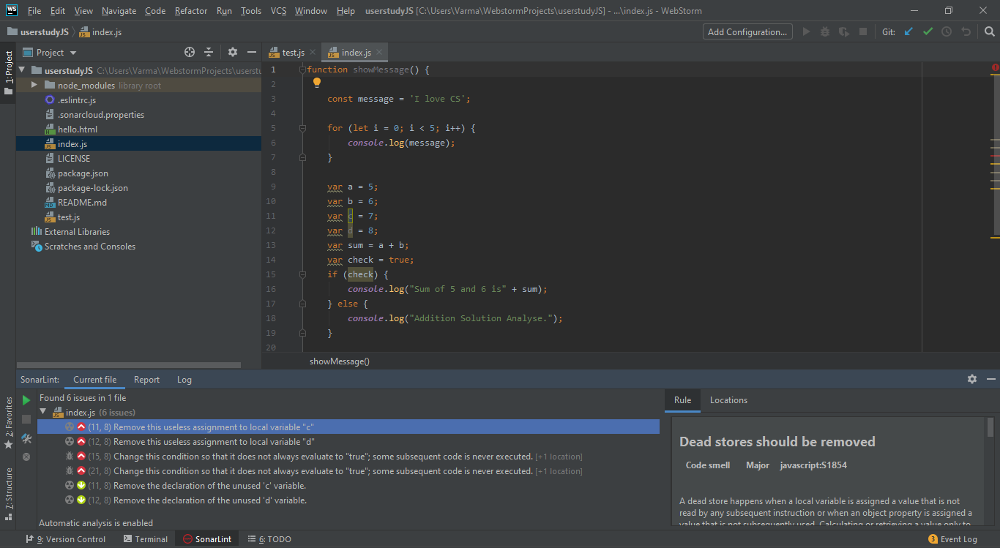 WS File Edit View Navigate Code Refactor Run Tools VCS Window Help userstudyJS [C:\Users\Varma\WebstormProjects\userstudyJS] - ...\index.js - WebStorm
userstudyJS index.js Add Configuration... Git:
1: Project
Project
test.js index.js
userstudyJS C:\Users\Varma\WebstormProjects\userstu
node_modules library root
.eslintrc.js
.sonarcloud.properties
hello.html
index.js
LICENSE
package.json
package-lock.json
README.md
test.js
External Libraries
Scratches and Consoles
1 function showMessage() {
2
3 const message = 'I love CS';
4
5 for (let i = 0; i < 5; i++) {
6 console.log(message);
7 }
8
9 var a = 5;
10 var b = 6;
11 var c = 7;
12 var d = 8;
13 var sum = a + b;
14 var check = true;
15 if (check) {
16 console.log("Sum of 5 and 6 is" + sum);
17 } else {
18 console.log("Addition Solution Analyse.");
19 }
20
showMessage()
SonarLint: Current file Report Log
2: Favorites
7: Structure
Found 6 issues in 1 file
index.js (6 issues)
(11, 8) Remove this useless assignment to local variable "c"
(12, 8) Remove this useless assignment to local variable "d"
(15, 8) Change this condition so that it does not always evaluate to "true"; some subsequent code is never executed. [+1 location]
(21, 8) Change this condition so that it does not always evaluate to "true"; some subsequent code is never executed. [+1 location]
(11, 8) Remove the declaration of the unused 'c' variable.
(12, 8) Remove the declaration of the unused 'd' variable.
Automatic analysis is enabled
Rule Locations
Dead stores should be removed
Code smell Major javascript:S1854
A dead store happens when a local variable is assigned a value that is not
read by any subsequent instruction or when an object property is assigned a
value that is not subsequently used. Calculating or retrieving a value only to
9: Version Control Terminal SonarLint 6: TODO 3 Event Log